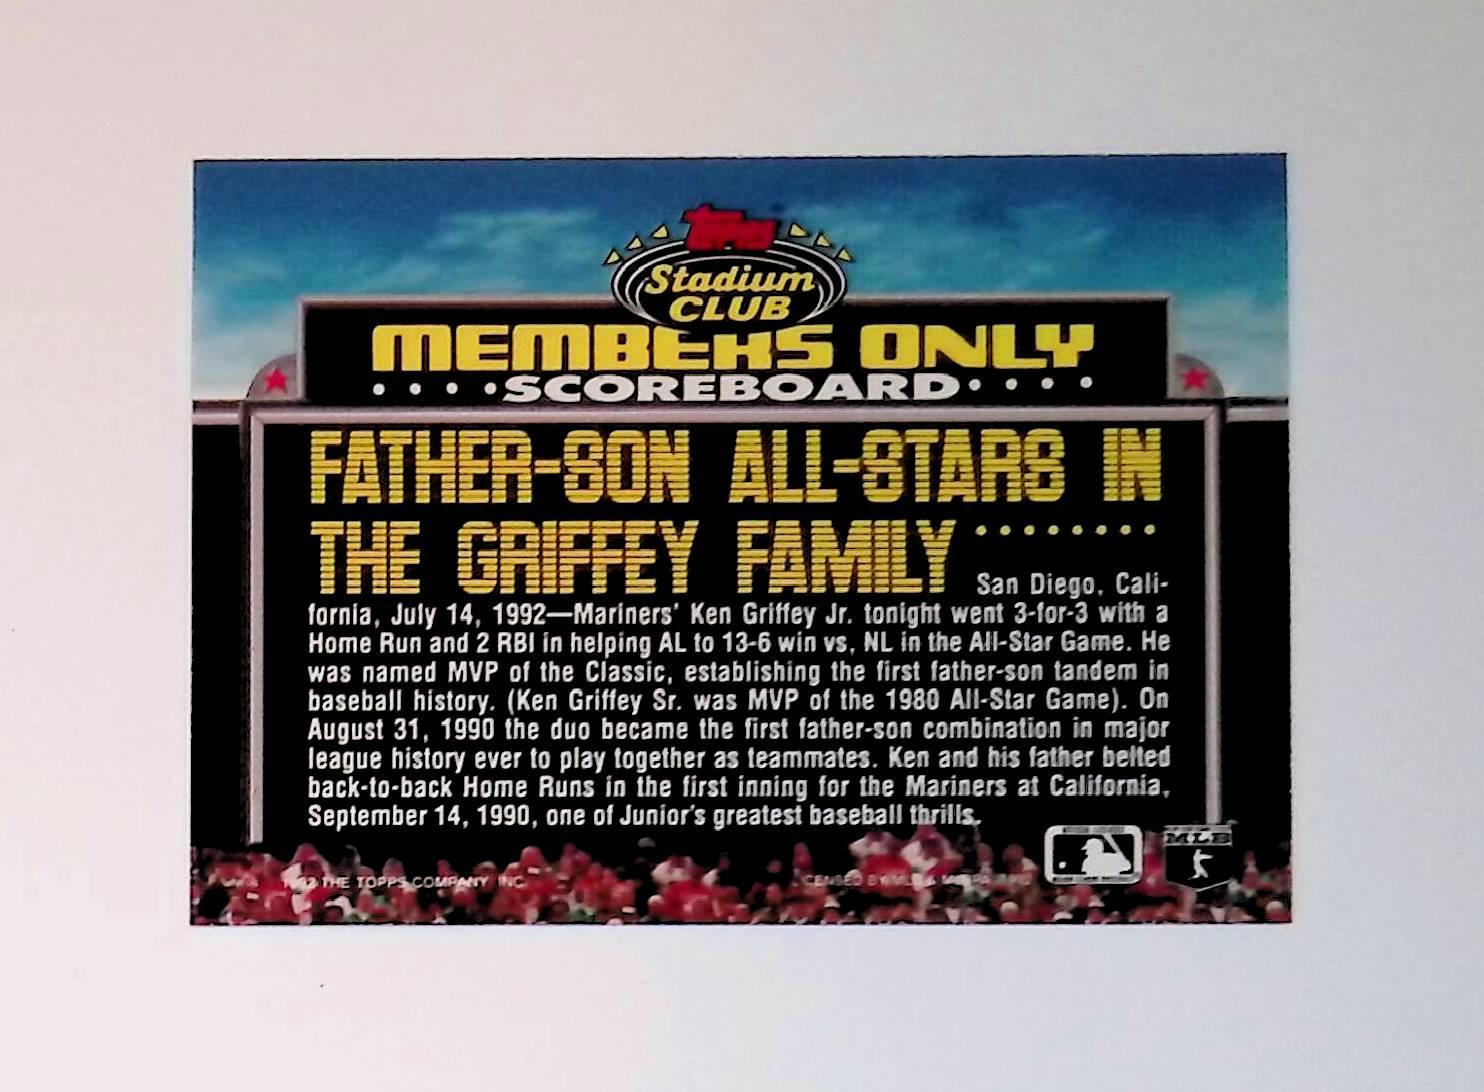 Topps
Stadium
CLUB
MEMBERS ONLY
SCOREBOARD
FATHER-SON ALL-STARS IN
THE GRIFFEY FAMILY
San Diego, Cali-
fornia, July 14, 1992—Mariners' Ken Griffey Jr. tonight went 3-for-3 with a
Home Run and 2 RBI in helping AL to 13-6 win vs, NL in the All-Star Game. He
was named MVP of the Classic, establishing the first father-son tandem in
baseball history. (Ken Griffey Sr. was MVP of the 1980 All-Star Game). On
August 31, 1990 the duo became the first father-son combination in major
league history ever to play together as teammates. Ken and his father belted
back-to-back Home Runs in the first inning for the Mariners at California,
September 14, 1990, one of Junior's greatest baseball thrills.
MLB
THE TOPPS COMPANY, INC.